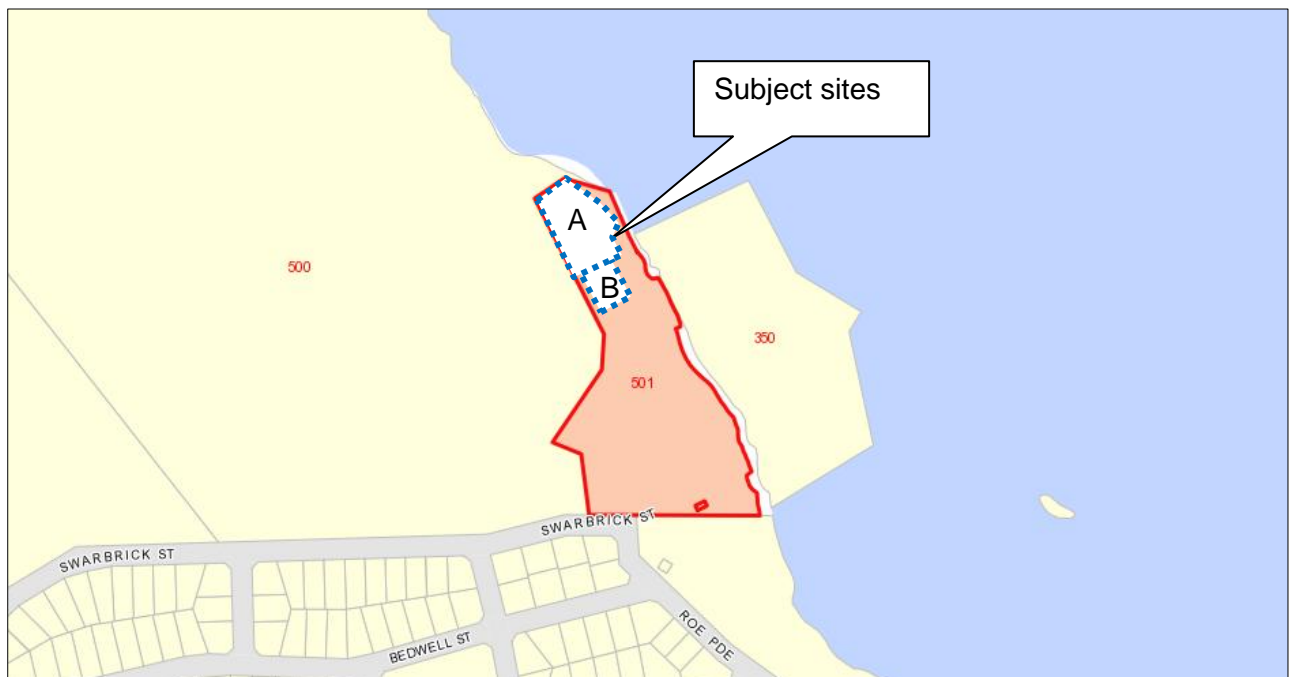 Subject sites
A
500
B
350
501
SWARBRICK ST
SWARBRICK ST
ROE PDE
BEDWELL ST